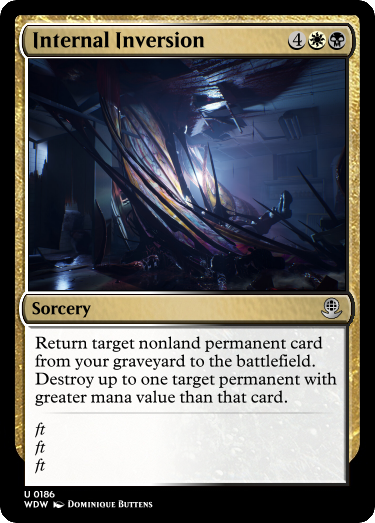 Internal Inversion 4
Sorcery
Return target nonland permanent card
from your graveyard to the battlefield.
Destroy up to one target permanent with
greater mana value than that card.
ft
ft
ft
U 0186
WDW Dominique Buttens